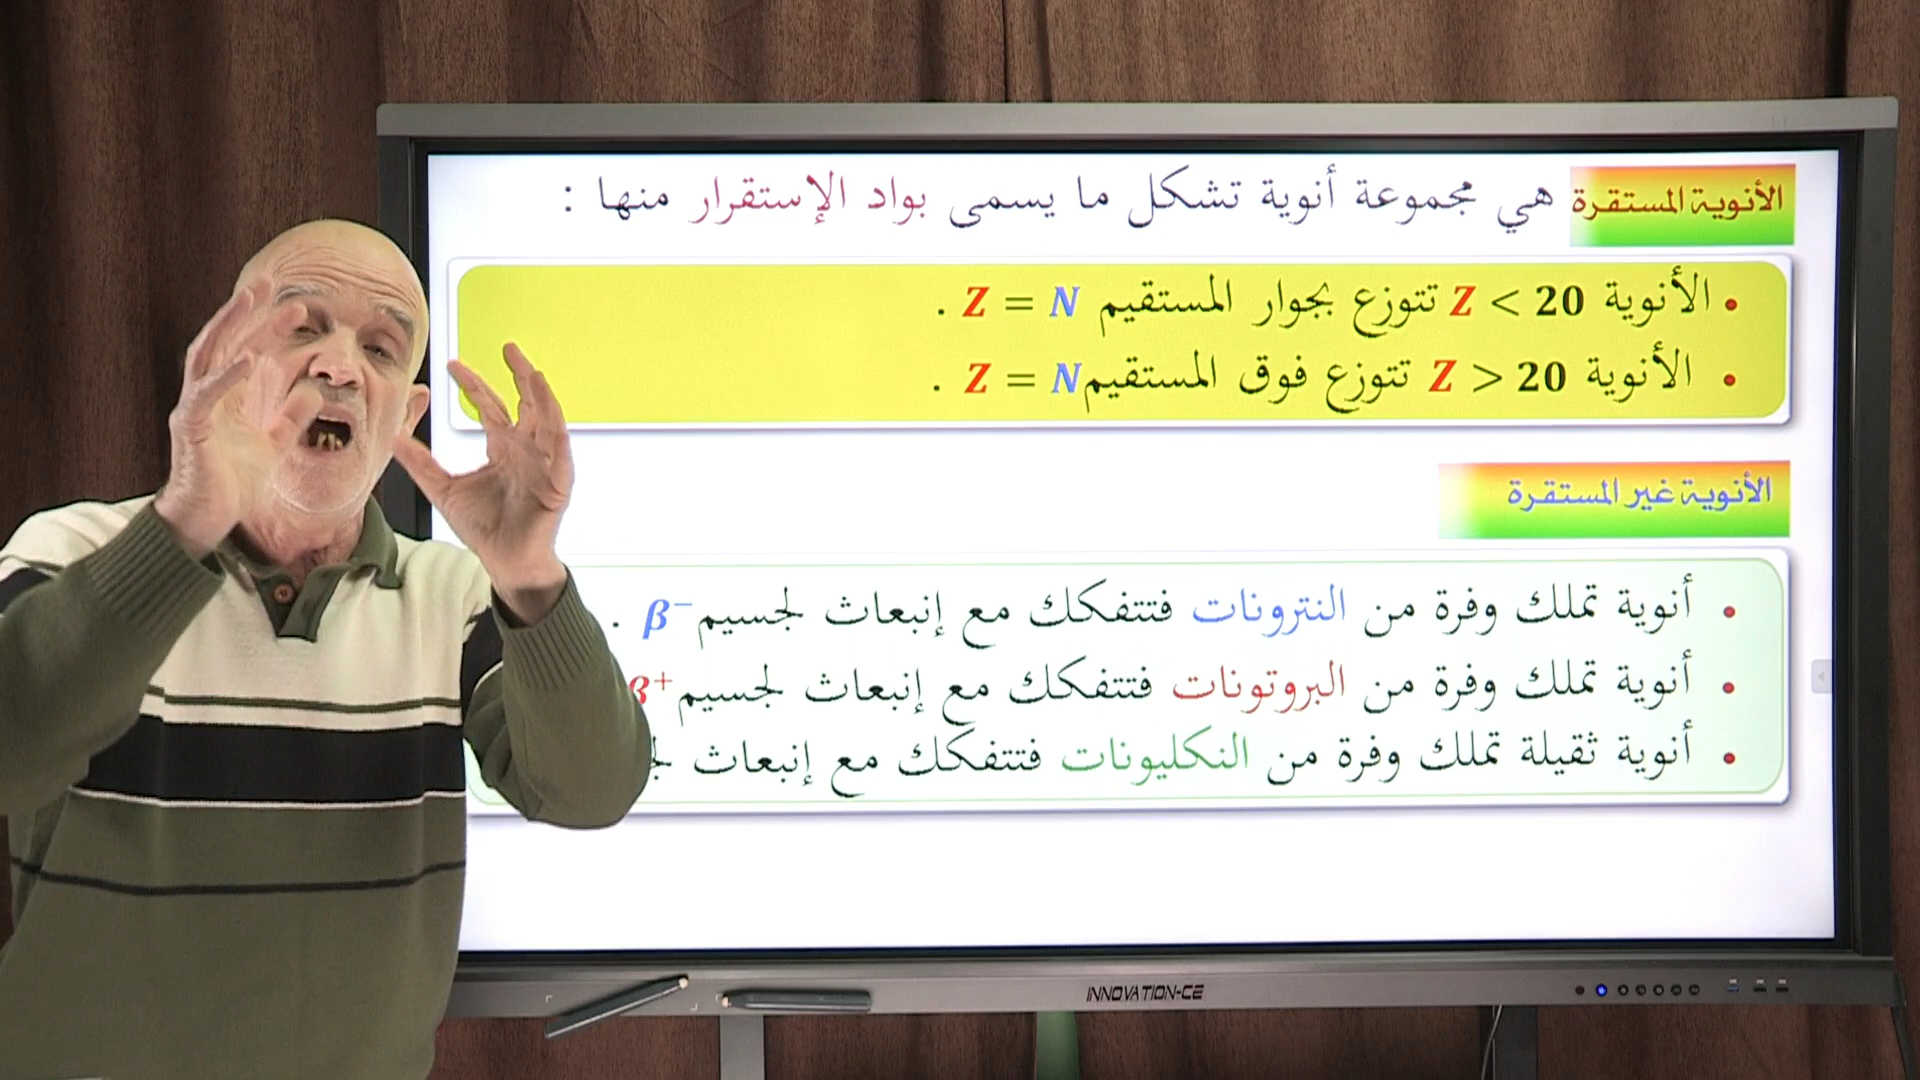 الأنوية المستقرة هي مجموعة أنوية تشكل ما يسمى بواد الإستقرار منها :
• الأنوية Z < 20 تتوزع بجوار المستقيم Z = N .
• الأنوية Z > 20 تتوزع فوق المستقيم Z = N .
الأنوية غير المستقرة
• أنوية تملك وفرة من النترونات فتتفكك مع إنبعاث لجسيم β⁻ .
• أنوية تملك وفرة من البروتونات فتتفكك مع إنبعاث لجسيم β⁺
• أنوية ثقيلة تملك وفرة من النكليونات فتتفكك مع إنبعاث
INNOVATION-CE